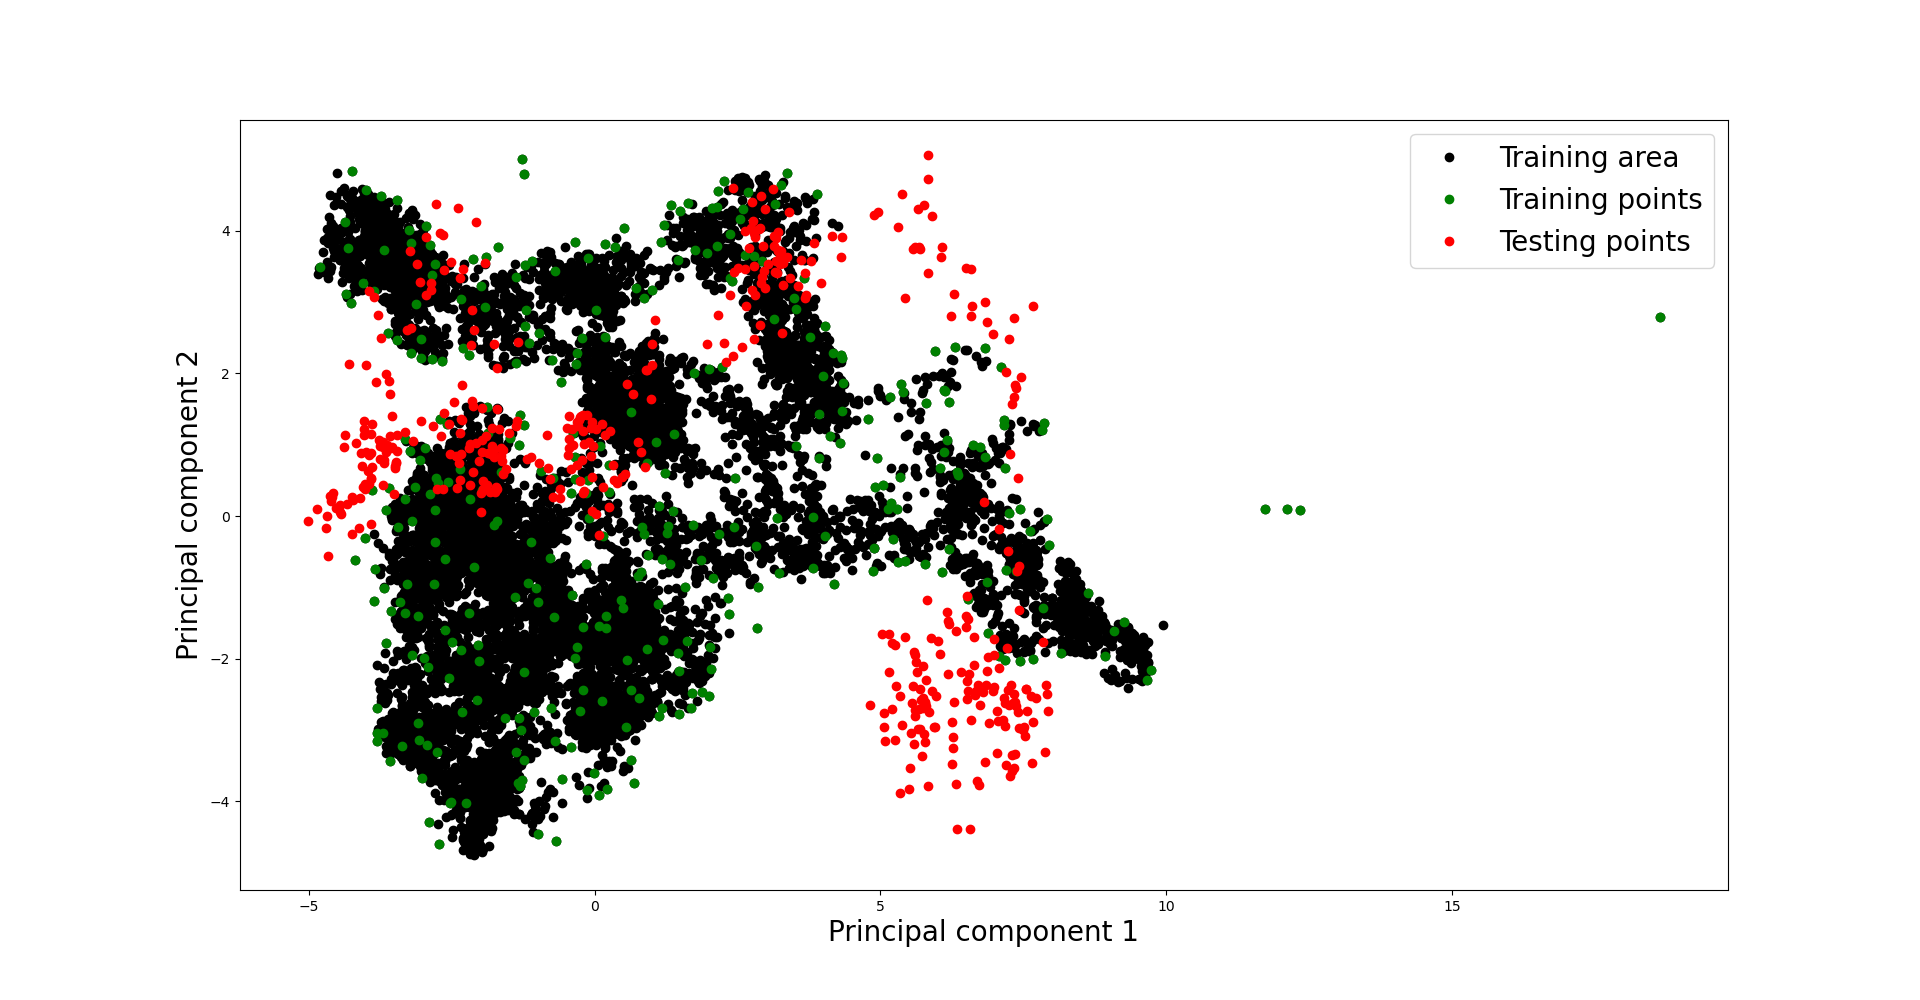 Training area
Training points
Testing points
Principal component 2
4
2
0
−2
−4
−5
0
5
10
15
Principal component 1